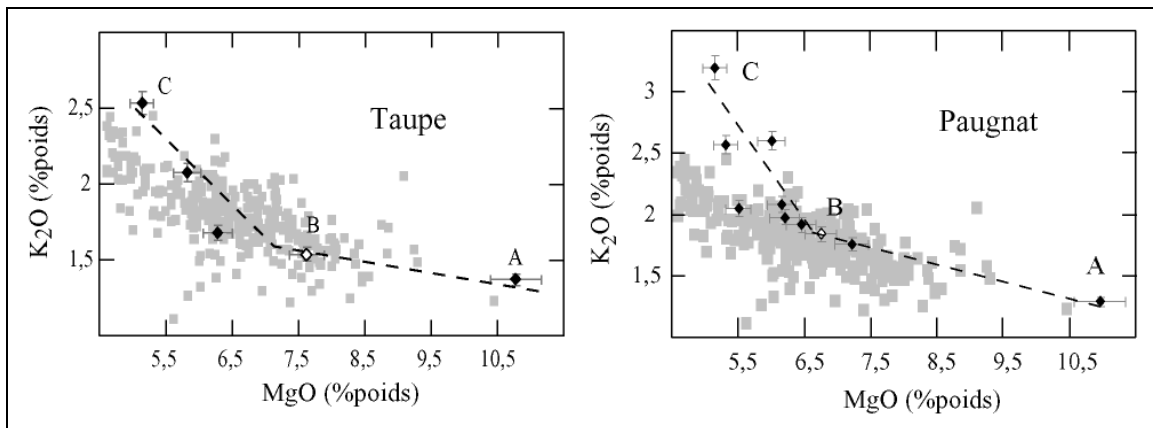 Taupe
C
B
A
2,5
2
1,5
K2O (%poids)
5,5 6,5 7,5 8,5 9,5 10,5
MgO (%poids)
Paugnat
C
B
A
3
2,5
2
1,5
K2O (%poids)
5,5 6,5 7,5 8,5 9,5 10,5
MgO (%poids)